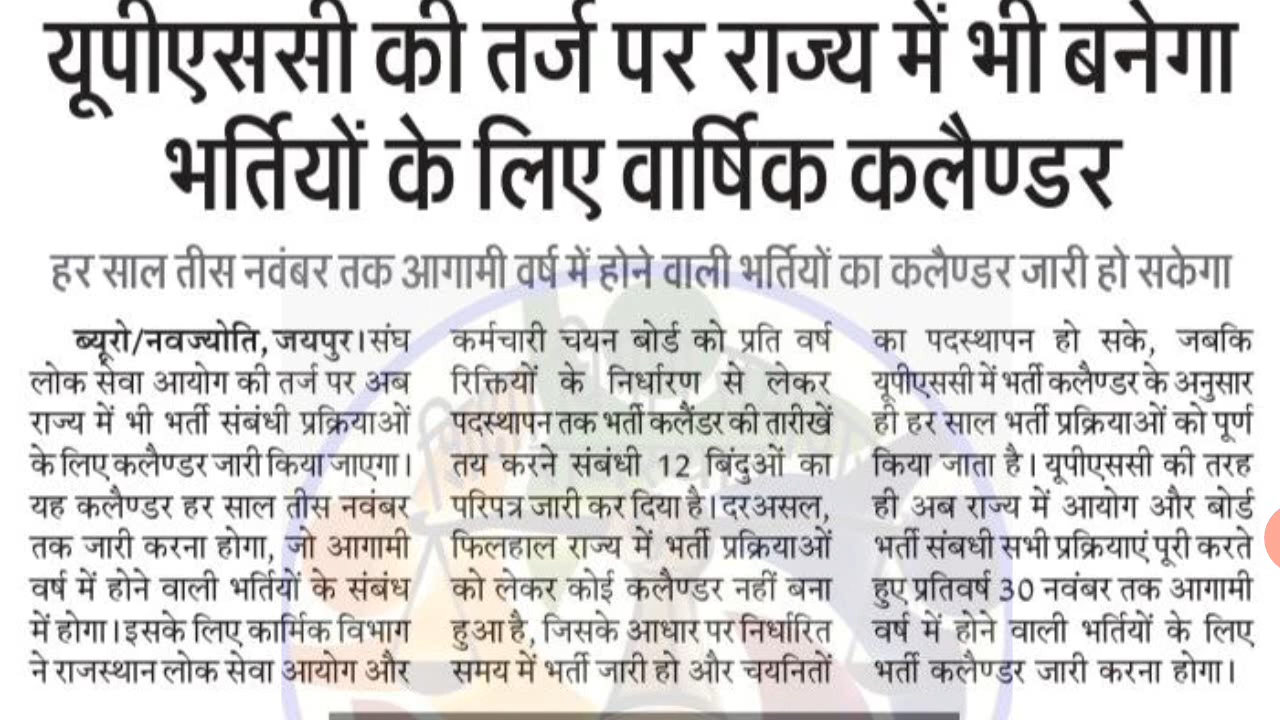 यूपीएससी की तर्ज पर राज्य में भी बनेगा
भर्तियों के लिए वार्षिक कलैण्डर
हर साल तीस नवंबर तक आगामी वर्ष में होने वाली भर्तियों का कलैण्डर जारी हो सकेगा
ब्यूरो/नवज्योति, जयपुर। संघ
लोक सेवा आयोग की तर्ज पर अब
राज्य में भी भर्ती संबंधी प्रक्रियाओं
के लिए कलैण्डर जारी किया जाएगा।
यह कलैण्डर हर साल तीस नवंबर
तक जारी करना होगा, जो आगामी
वर्ष में होने वाली भर्तियों के संबंध
में होगा। इसके लिए कार्मिक विभाग
ने राजस्थान लोक सेवा आयोग और
कर्मचारी चयन बोर्ड को प्रति वर्ष
रिक्तियों के निर्धारण से लेकर
पदस्थापन तक भर्ती कलैंडर की तारीखें
तय करने संबंधी 12 बिंदुओं का
परिपत्र जारी कर दिया है। दरअसल,
फिलहाल राज्य में भर्ती प्रक्रियाओं
को लेकर कोई कलैण्डर नहीं बना
हुआ है, जिसके आधार पर निर्धारित
समय में भर्ती जारी हो और चयनितों
का पदस्थापन हो सके, जबकि
यूपीएससी में भर्ती कलैण्डर के अनुसार
ही हर साल भर्ती प्रक्रियाओं को पूर्ण
किया जाता है। यूपीएससी की तरह
ही अब राज्य में आयोग और बोर्ड
भर्ती संबधी सभी प्रक्रियाएं पूरी करते
हुए प्रतिवर्ष 30 नवंबर तक आगामी
वर्ष में होने वाली भर्तियों के लिए
भर्ती कलैण्डर जारी करना होगा।